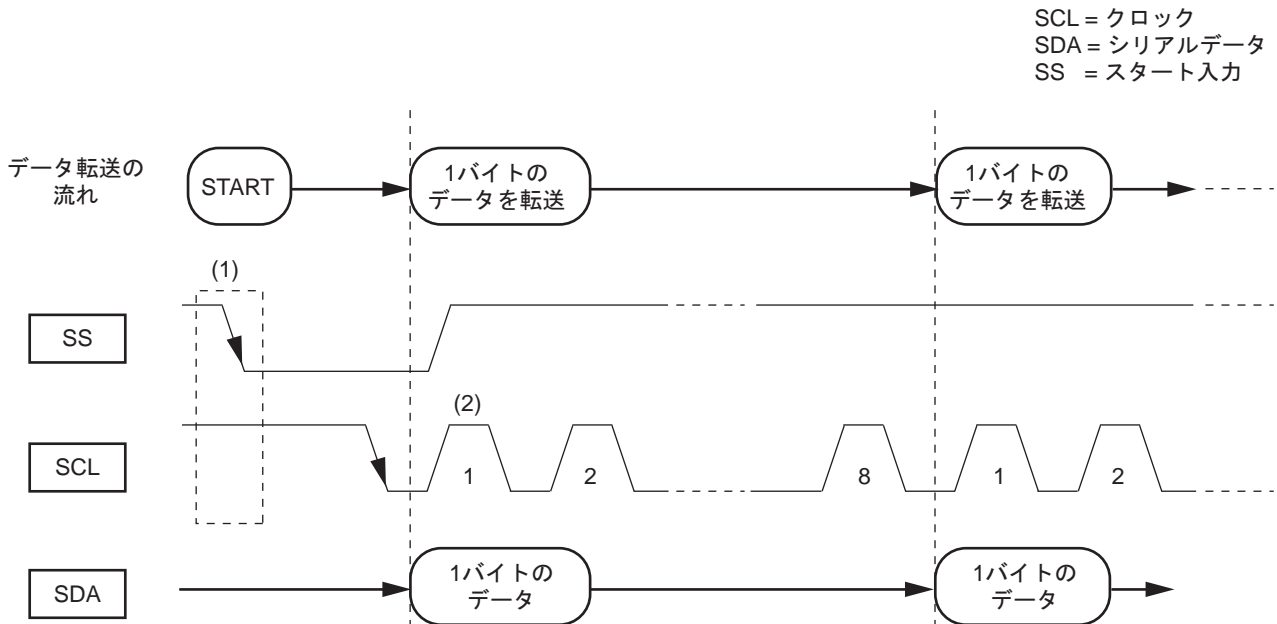 SCL = クロック
SDA = シリアルデータ
SS = スタート入力
データ転送の
流れ
START
1バイトの
データを転送
1バイトの
データを転送
(1)
SS
(2)
SCL
1
2
8
1
2
SDA
1バイトの
データ
1バイトの
データ